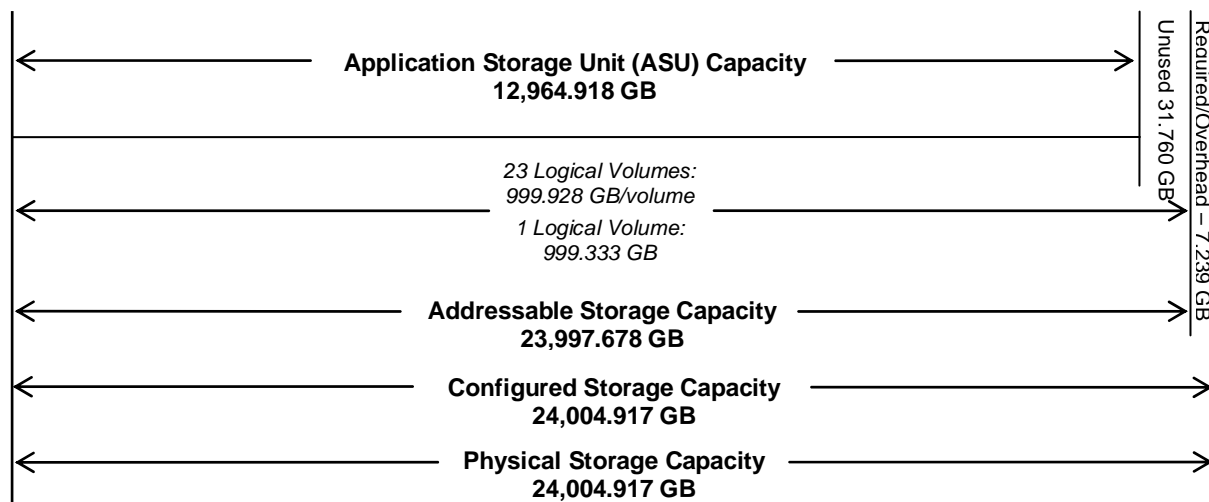 Application Storage Unit (ASU) Capacity
12,964.918 GB
Unused 31.760 GB
Required/Overhead – 7.239 GB
23 Logical Volumes:
999.928 GB/volume
1 Logical Volume:
999.333 GB
Addressable Storage Capacity
23,997.678 GB
Configured Storage Capacity
24,004.917 GB
Physical Storage Capacity
24,004.917 GB